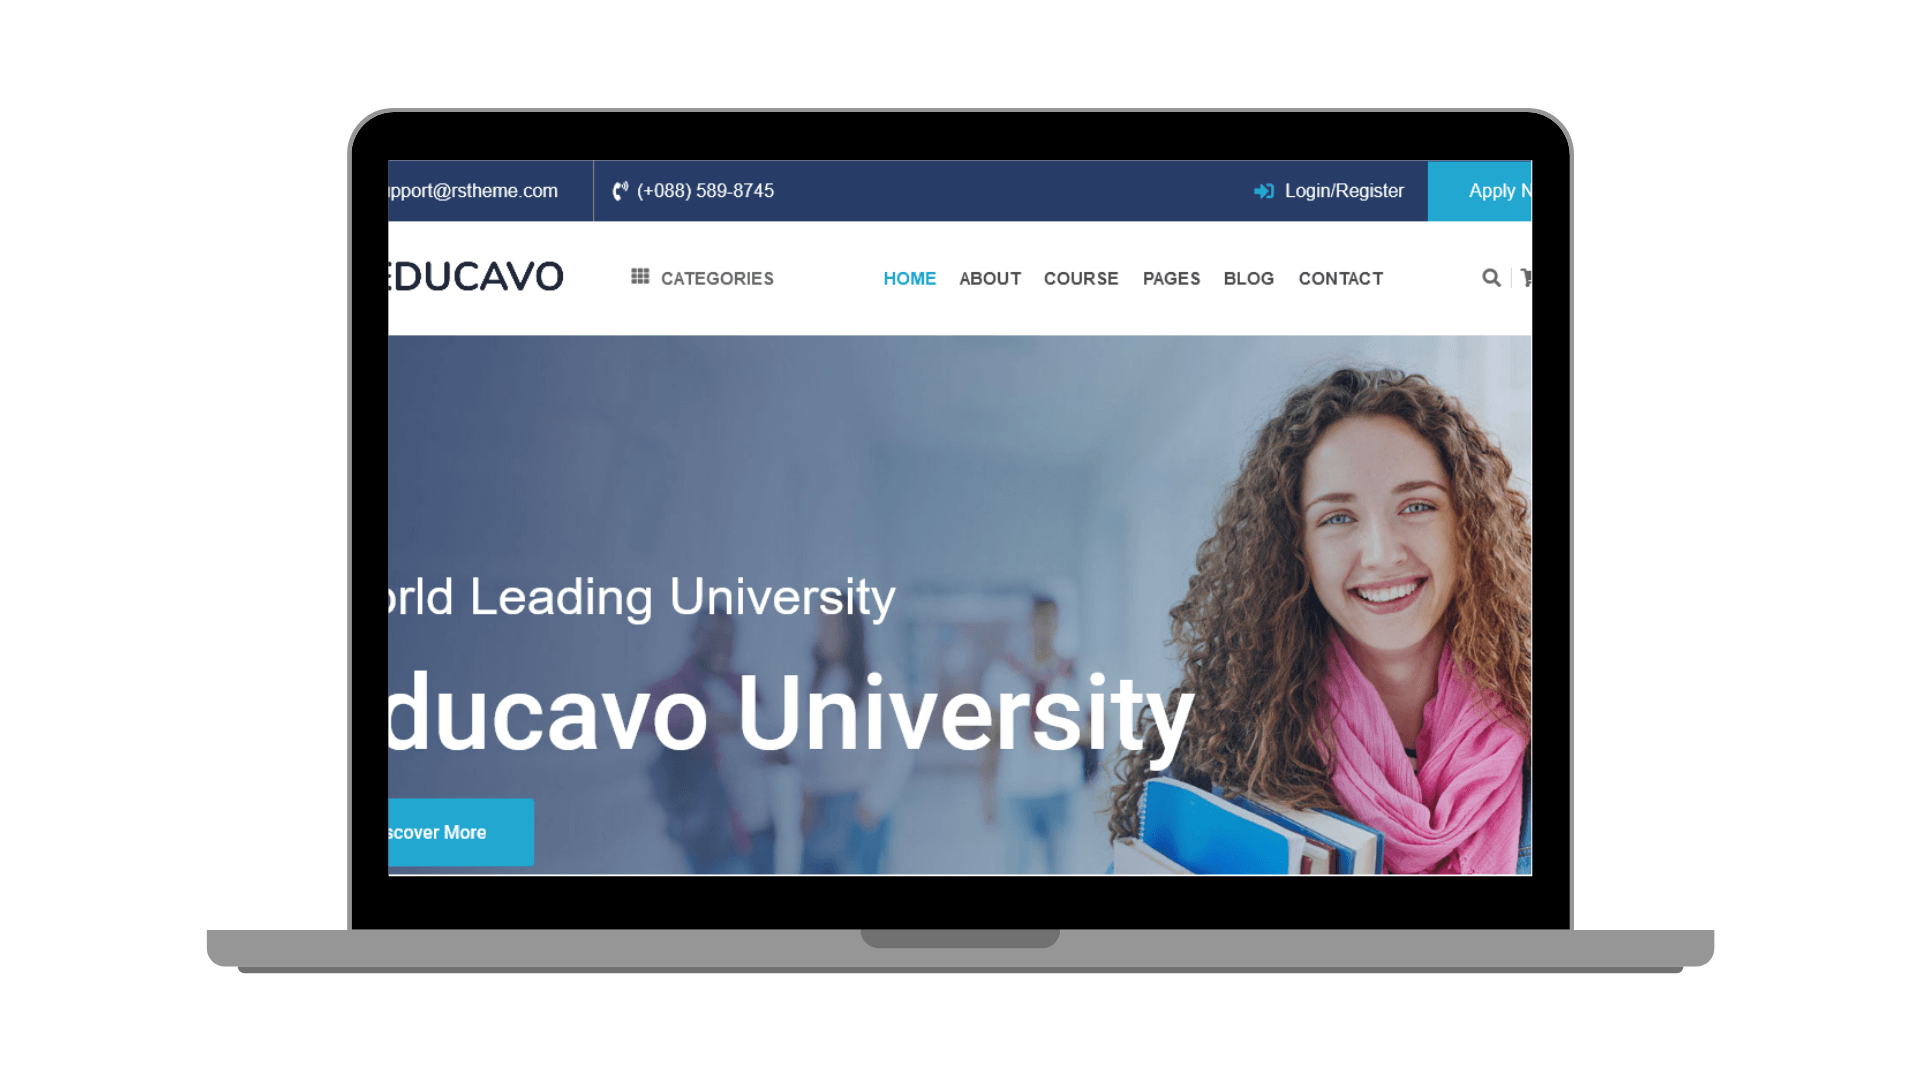 upport@rstheme.com
(+088) 589-8745
Login/Register
Apply N
EDUCAVO
CATEGORIES
HOME ABOUT COURSE PAGES BLOG CONTACT
orld Leading University
ducavo University
scover More